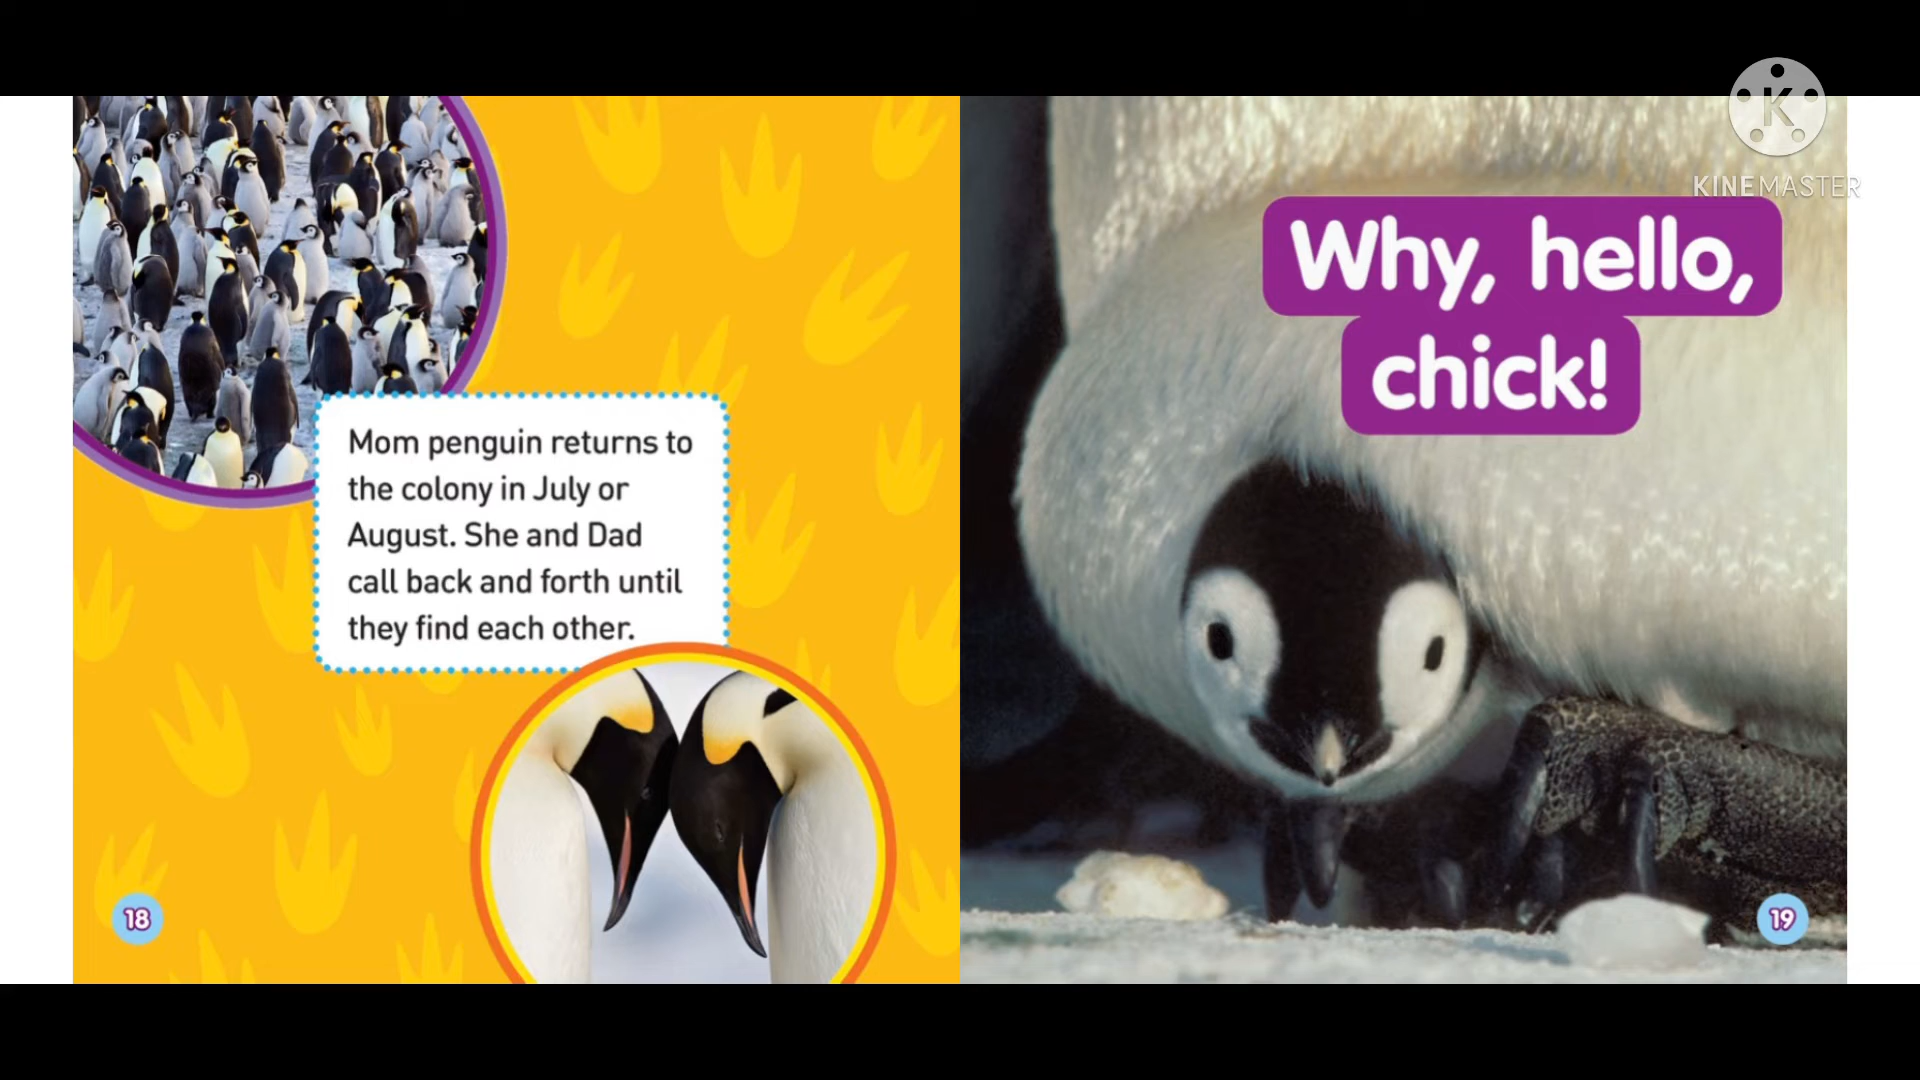 Mom penguin returns to
the colony in July or
August. She and Dad
call back and forth until
they find each other.
18
K
KINEMASTER
Why, hello,
chick!
19